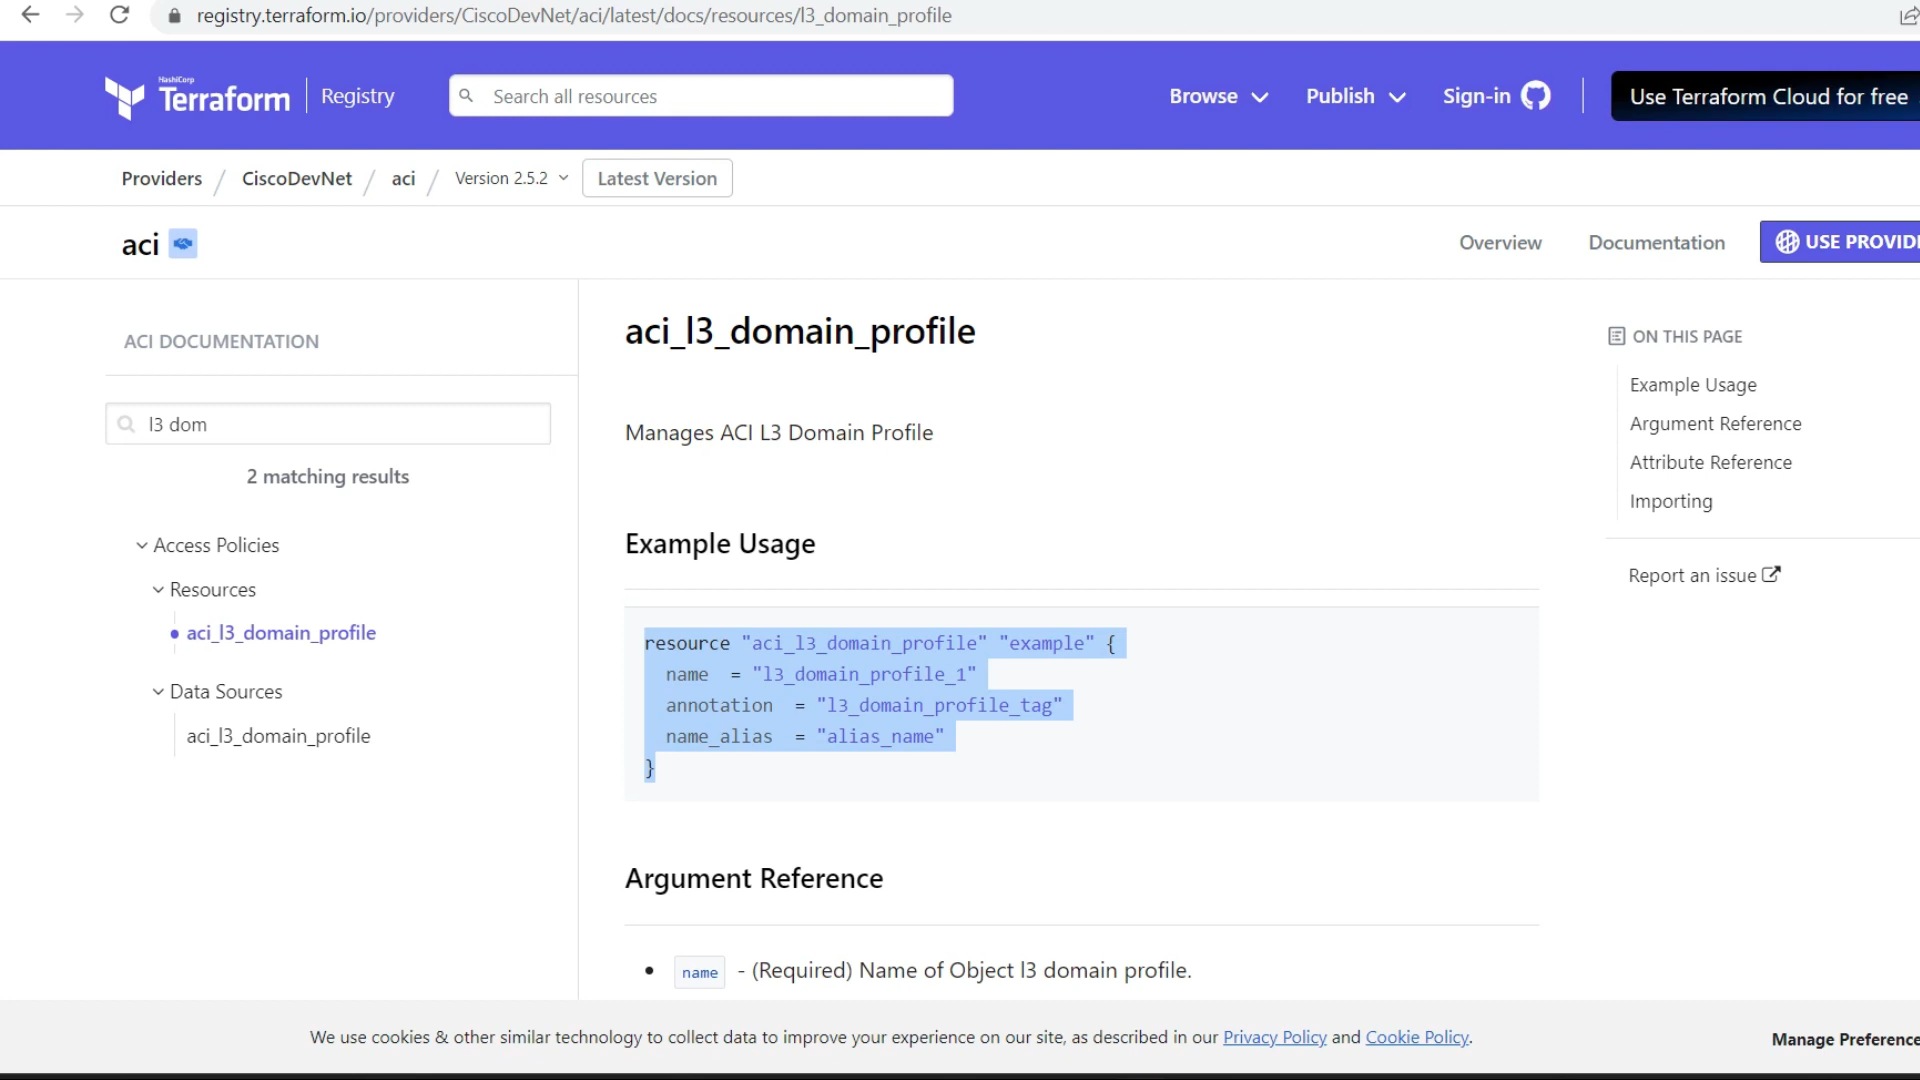 registry.terraform.io/providers/CiscoDevNet/aci/latest/docs/resources/l3_domain_profile
HashiCorp
Terraform
Registry
Search all resources
Browse
Publish
Sign-in
Use Terraform Cloud for free
Providers / CiscoDevNet / aci / Version 2.5.2
Latest Version
aci
Overview
Documentation
USE PROVID
ACI DOCUMENTATION
l3 dom
2 matching results
Access Policies
Resources
aci_l3_domain_profile
Data Sources
aci_l3_domain_profile
aci_l3_domain_profile
Manages ACI L3 Domain Profile
Example Usage
resource "aci_l3_domain_profile" "example" {
  name  = "l3_domain_profile_1"
  annotation  = "l3_domain_profile_tag"
  name_alias  = "alias_name"
}
Argument Reference
• name - (Required) Name of Object l3 domain profile.
ON THIS PAGE
Example Usage
Argument Reference
Attribute Reference
Importing
Report an issue
We use cookies & other similar technology to collect data to improve your experience on our site, as described in our Privacy Policy and Cookie Policy.
Manage Preference